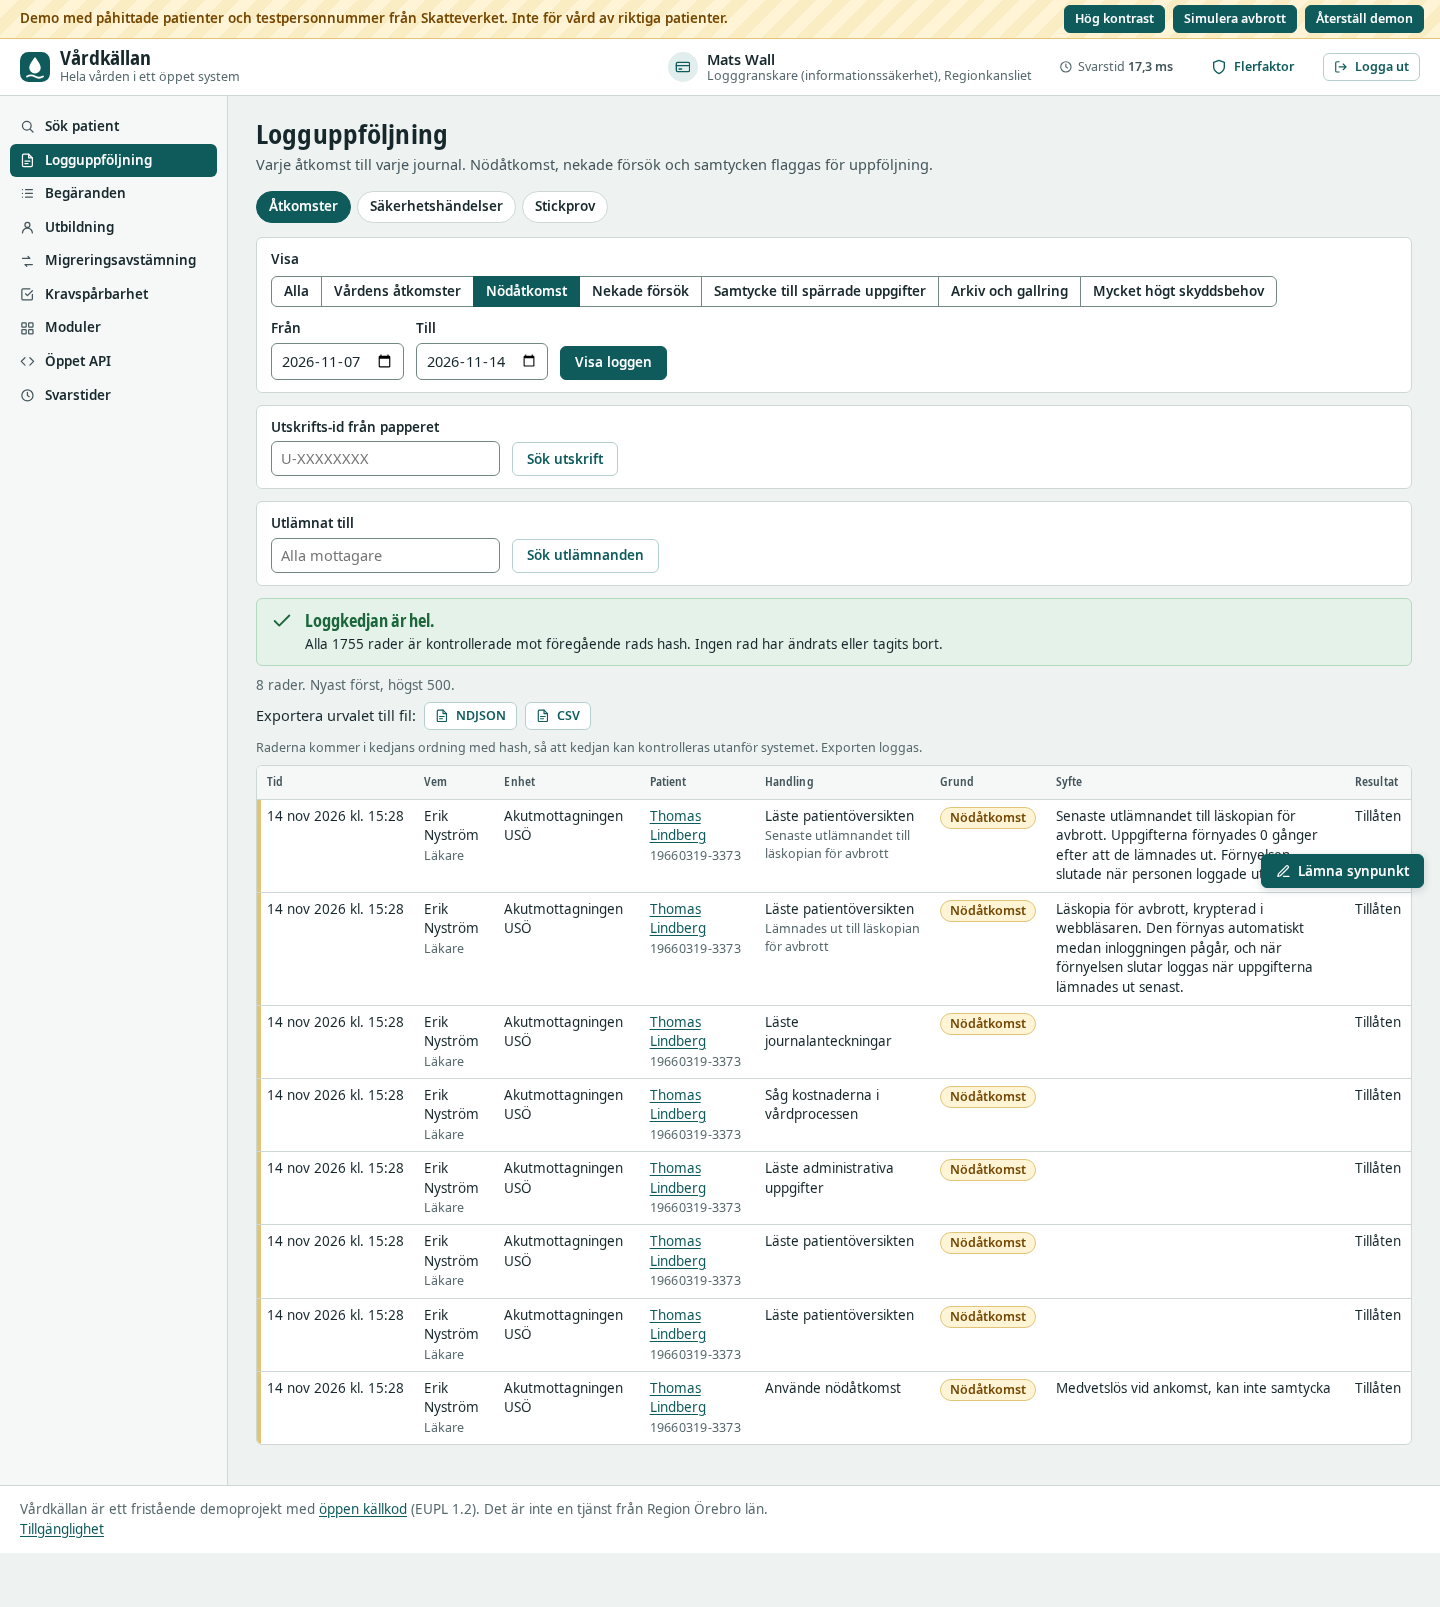 Demo med påhittade patienter och testpersonnummer från Skatteverket. Inte för vård av riktiga patienter.
Hög kontrast
Simulera avbrott
Återställ demon
Vårdkällan
Hela vården i ett öppet system
Mats Wall
Logggranskare (informationssäkerhet), Regionkansliet
Svarstid 17,3 ms
Flerfaktor
Logga ut
Sök patient
Logguppföljning
Begäranden
Utbildning
Migreringsavstämning
Kravspårbarhet
Moduler
Öppet API
Svarstider
Logguppföljning
Varje åtkomst till varje journal. Nödåtkomst, nekade försök och samtycken flaggas för uppföljning.
Åtkomster
Säkerhetshändelser
Stickprov
Visa
Alla
Vårdens åtkomster
Nödåtkomst
Nekade försök
Samtycke till spärrade uppgifter
Arkiv och gallring
Mycket högt skyddsbehov
Från
Till
2026-11-07
2026-11-14
Visa loggen
Utskrifts-id från papperet
U-XXXXXXXX
Sök utskrift
Utlämnat till
Alla mottagare
Sök utlämnanden
Loggkedjan är hel.
Alla 1755 rader är kontrollerade mot föregående rads hash. Ingen rad har ändrats eller tagits bort.
8 rader. Nyast först, högst 500.
Exportera urvalet till fil:
NDJSON
CSV
Raderna kommer i kedjans ordning med hash, så att kedjan kan kontrolleras utanför systemet. Exporten loggas.
Tid Vem Enhet Patient Handling Grund Syfte Resultat
14 nov 2026 kl. 15:28 Erik Akutmottagningen Thomas Läste patientöversikten Nödåtkomst Senaste utlämnandet till läskopian för Tillåten
Nyström USÖ Lindberg Senaste utlämnandet till avbrott. Uppgifterna förnyades 0 gånger
Läkare 19660319-3373 läskopian för avbrott efter att de lämnades ut.
slutade när personen loggade
Lämna synpunkt
14 nov 2026 kl. 15:28 Erik Akutmottagningen Thomas Läste patientöversikten Nödåtkomst Läskopia för avbrott, krypterad i Tillåten
Nyström USÖ Lindberg Lämnades ut till läskopian webbläsaren. Den förnyas automatiskt
Läkare 19660319-3373 för avbrott medan inloggningen pågår, och när
förnyelsen slutar loggas när uppgifterna
lämnades ut senast.
14 nov 2026 kl. 15:28 Erik Akutmottagningen Thomas Läste Nödåtkomst Tillåten
Nyström USÖ Lindberg journalanteckningar
Läkare 19660319-3373
14 nov 2026 kl. 15:28 Erik Akutmottagningen Thomas Såg kostnaderna i Nödåtkomst Tillåten
Nyström USÖ Lindberg vårdprocessen
Läkare 19660319-3373
14 nov 2026 kl. 15:28 Erik Akutmottagningen Thomas Läste administrativa Nödåtkomst Tillåten
Nyström USÖ Lindberg uppgifter
Läkare 19660319-3373
14 nov 2026 kl. 15:28 Erik Akutmottagningen Thomas Läste patientöversikten Nödåtkomst Tillåten
Nyström USÖ Lindberg
Läkare 19660319-3373
14 nov 2026 kl. 15:28 Erik Akutmottagningen Thomas Läste patientöversikten Nödåtkomst Tillåten
Nyström USÖ Lindberg
Läkare 19660319-3373
14 nov 2026 kl. 15:28 Erik Akutmottagningen Thomas Använde nödåtkomst Nödåtkomst Medvetslös vid ankomst, kan inte samtycka Tillåten
Nyström USÖ Lindberg
Läkare 19660319-3373
Vårdkällan är ett fristående demoprojekt med öppen källkod (EUPL 1.2). Det är inte en tjänst från Region Örebro län.
Tillgänglighet